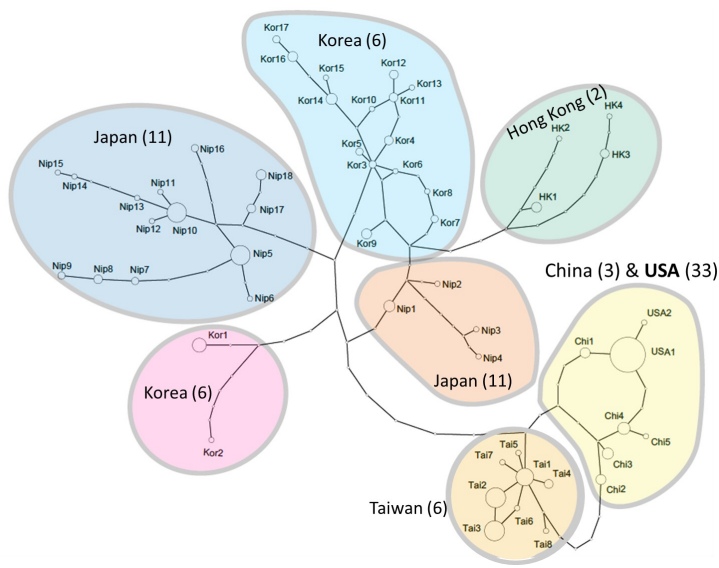 Korea (6)
Kor17
Kor16
Kor15
Kor14
Kor12
Kor13
Kor10
Kor11
Kor5
Kor4
Kor3
Kor6
Kor8
Kor7
Kor9
Hong Kong (2)
HK4
HK2
HK3
HK1
Japan (11)
Nip16
Nip15
Nip14
Nip11
Nip18
Nip13
Nip17
Nip12
Nip10
Nip5
Nip9
Nip8
Nip7
Nip6
China (3) & USA (33)
USA2
USA1
Chi1
Chi4
Chi5
Chi3
Chi2
Nip2
Nip1
Nip3
Nip4
Japan (11)
Kor1
Korea (6)
Kor2
Taiwan (6)
Tai5
Tai7
Tai1
Tai4
Tai2
Tai6
Tai3
Tai8